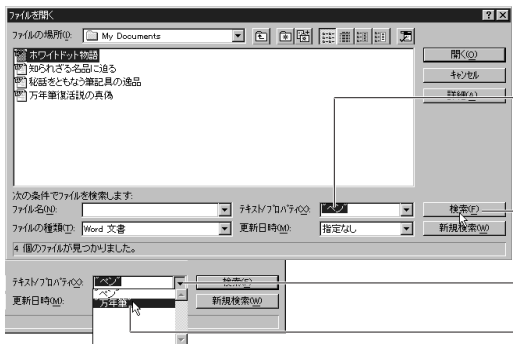 ファイルを開く
ファイルの場所(I): My Documents
ホワイトドット物語
知られざる名品に迫る
秘話をともなう筆記具の逸品
万年筆復活説の真偽
開く(O)
キャンセル
詳細(A)
次の条件でファイルを検索します:
ファイル名(N): テキスト/プロパティ(X): "ペン" 検索(F)
ファイルの種類(T): Word 文書 更新日時(M): 指定なし 新規検索(W)
4 個のファイルが見つかりました。
テキスト/プロパティ(X): "ペン" 検索(F)
"ペン"
更新日時(M): "万年筆" 新規検索(W)